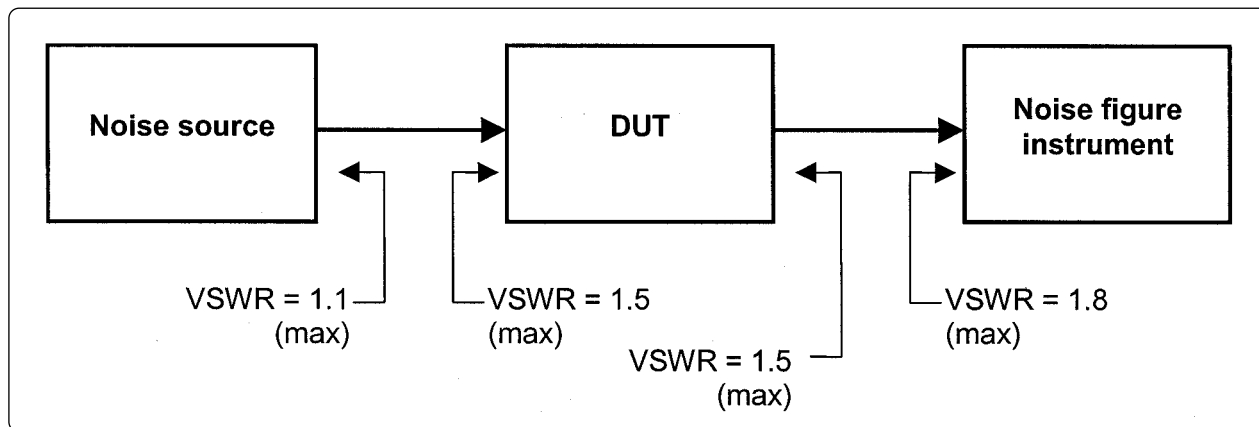 Noise source
DUT
Noise figure
instrument
VSWR = 1.1
(max)
VSWR = 1.5
(max)
VSWR = 1.5
(max)
VSWR = 1.8
(max)